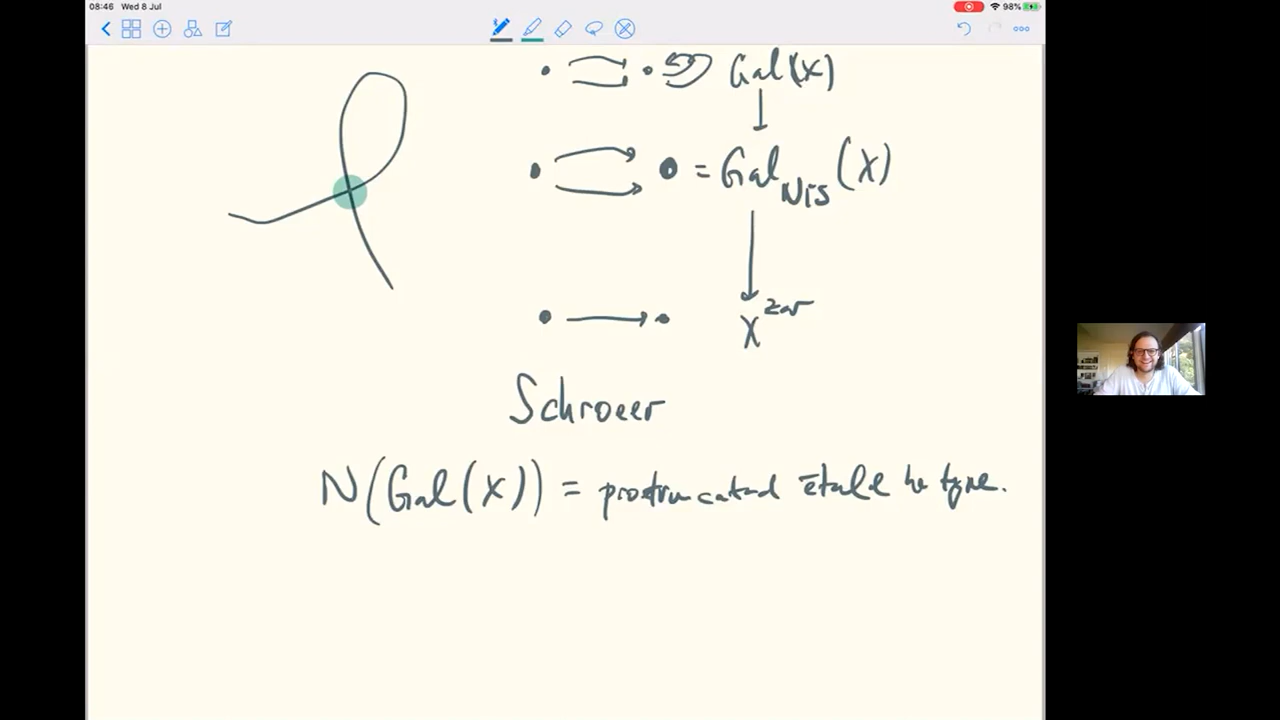 08:46 Wed 8 Jul 98%
Gal(X)
= Gal_Nis (X)
X^zar
Schroeer
N(Gal(X)) = protruncated étale ho type.